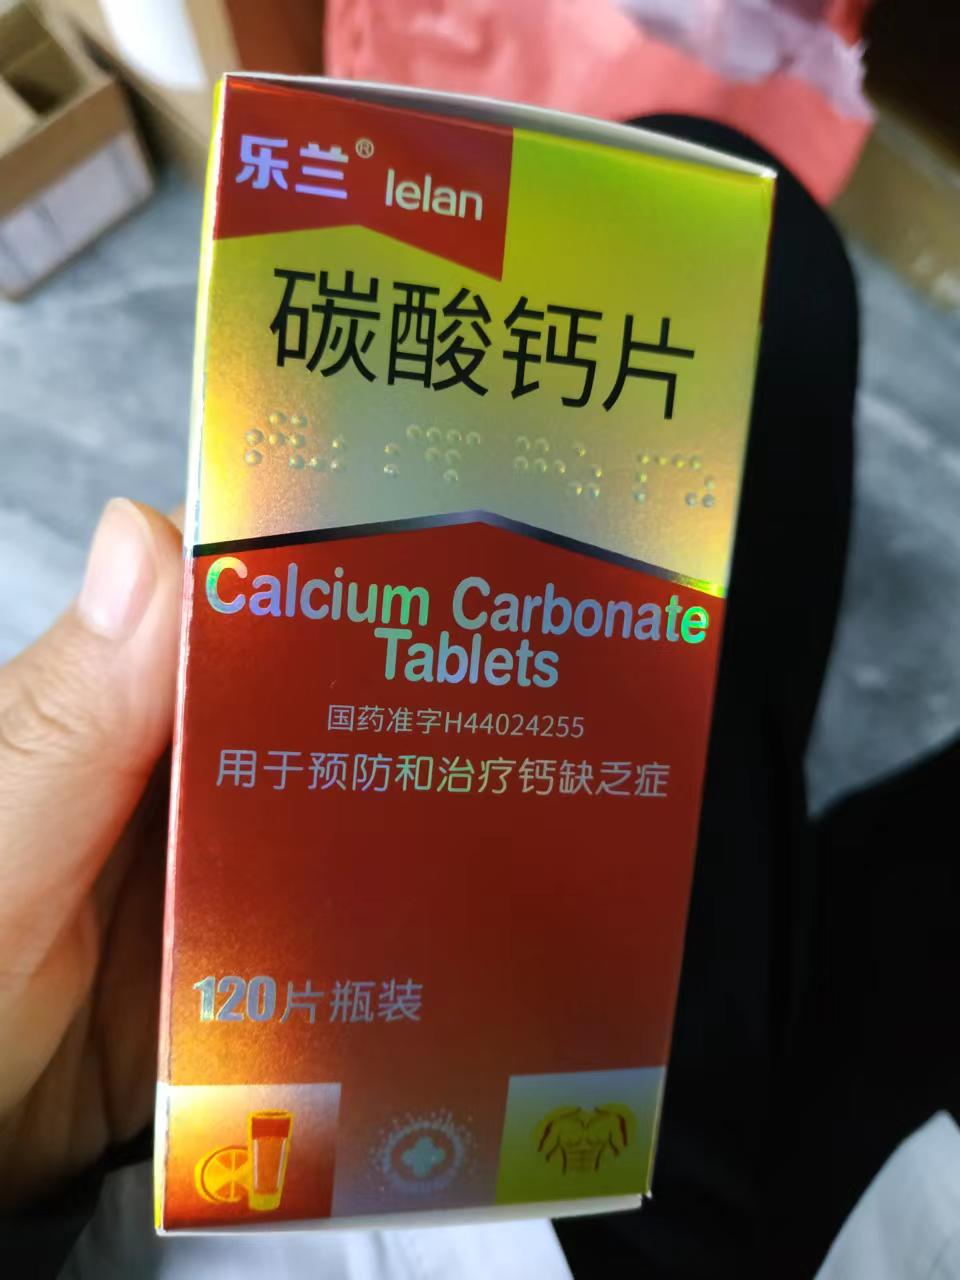 乐兰® lelan
碳酸钙片
Calcium Carbonate
Tablets
国药准字H44024255
用于预防和治疗钙缺乏症
120片瓶装